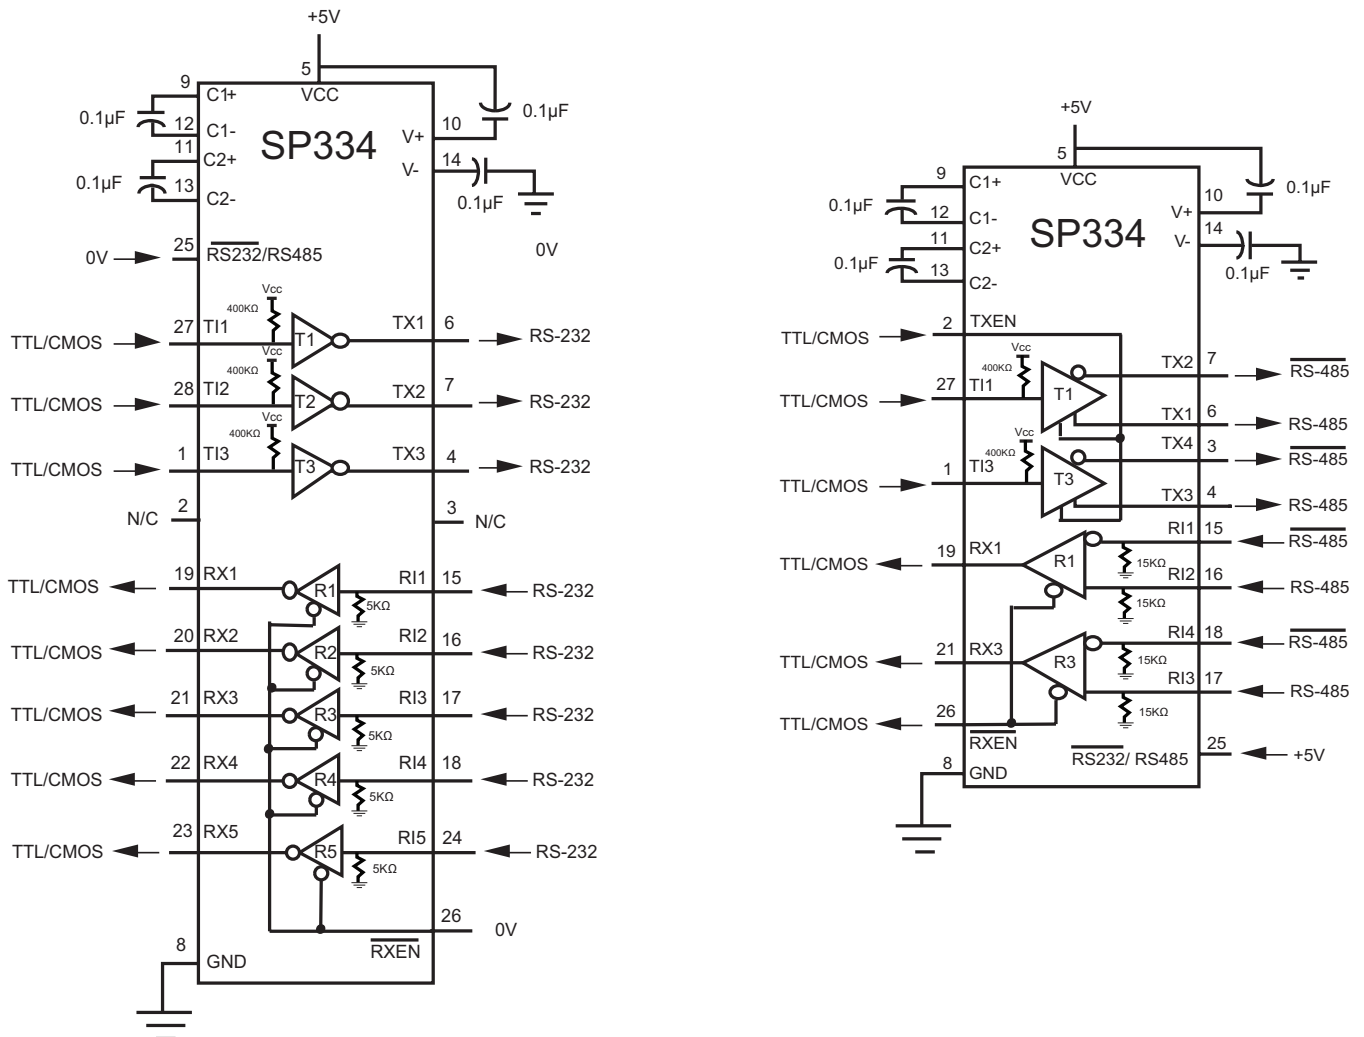 +5V
5
VCC
9
C1+
0.1µF
12
C1-
11
C2+
0.1µF
13
C2-
SP334
V+
10
0.1µF
V-
14
0.1µF
0V
0V
25
RS232/RS485
Vcc
400KΩ
TTL/CMOS
27
TI1
T1
TX1
6
RS-232
Vcc
400KΩ
TTL/CMOS
28
TI2
T2
TX2
7
RS-232
Vcc
400KΩ
TTL/CMOS
1
TI3
T3
TX3
4
RS-232
N/C
2
3
N/C
TTL/CMOS
19
RX1
R1
RI1
15
RS-232
5KΩ
TTL/CMOS
20
RX2
R2
RI2
16
RS-232
5KΩ
TTL/CMOS
21
RX3
R3
RI3
17
RS-232
5KΩ
TTL/CMOS
22
RX4
R4
RI4
18
RS-232
5KΩ
TTL/CMOS
23
RX5
R5
RI5
24
RS-232
5KΩ
26
0V
RXEN
8
GND
+5V
5
VCC
9
C1+
0.1µF
12
C1-
11
C2+
0.1µF
13
C2-
SP334
10
V+
0.1µF
14
V-
0.1µF
TTL/CMOS
2
TXEN
Vcc
400KΩ
TTL/CMOS
27
TI1
T1
TX2
7
RS-485
TX1
6
RS-485
Vcc
400KΩ
TTL/CMOS
1
TI3
T3
TX4
3
RS-485
TX3
4
RS-485
TTL/CMOS
19
RX1
R1
RI1
15
RS-485
15KΩ
RI2
16
RS-485
15KΩ
TTL/CMOS
21
RX3
R3
RI4
18
RS-485
15KΩ
RI3
17
RS-485
15KΩ
TTL/CMOS
26
RXEN
RS232/ RS485
25
+5V
8
GND